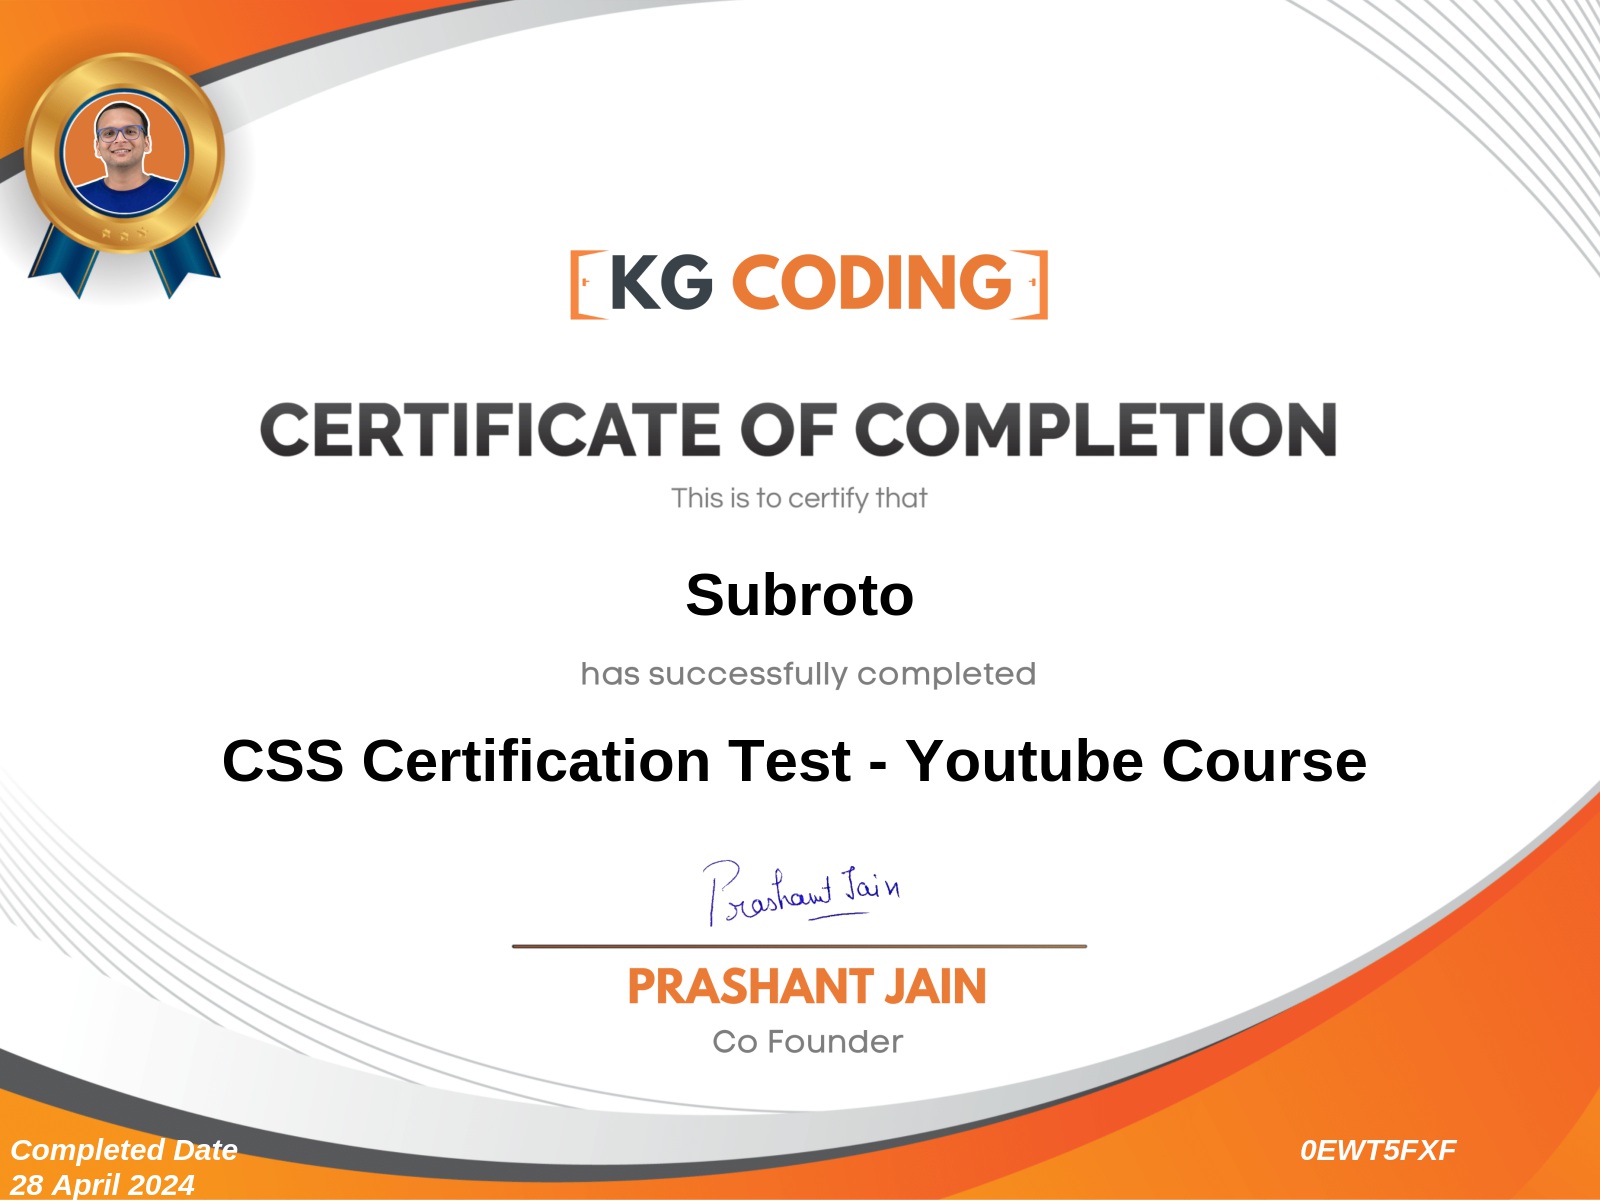 KG CODING
CERTIFICATE OF COMPLETION
This is to certify that
Subroto
has successfully completed
CSS Certification Test - Youtube Course
Prashant Jain
PRASHANT JAIN
Co Founder
Completed Date
28 April 2024
0EWT5FXF